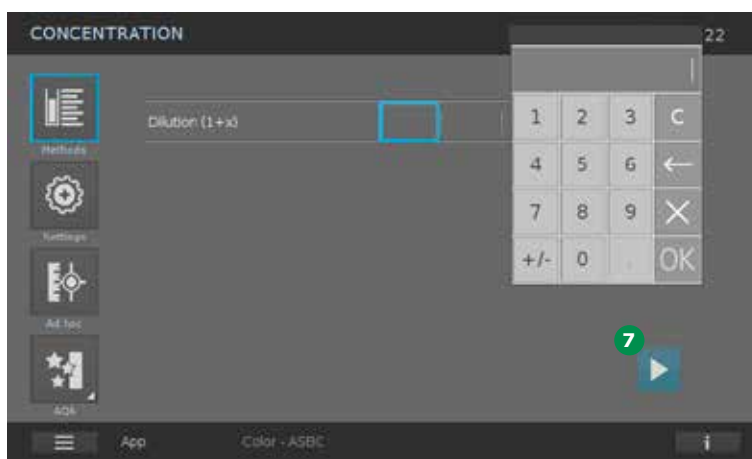 CONCENTRATION 22
Methods
Dilution (1+x)
1 2 3 C
4 5 6 ←
7 8 9 X
+/- 0 . OK
Settings
Ad hoc
7
AQA
App Color - ASBC i